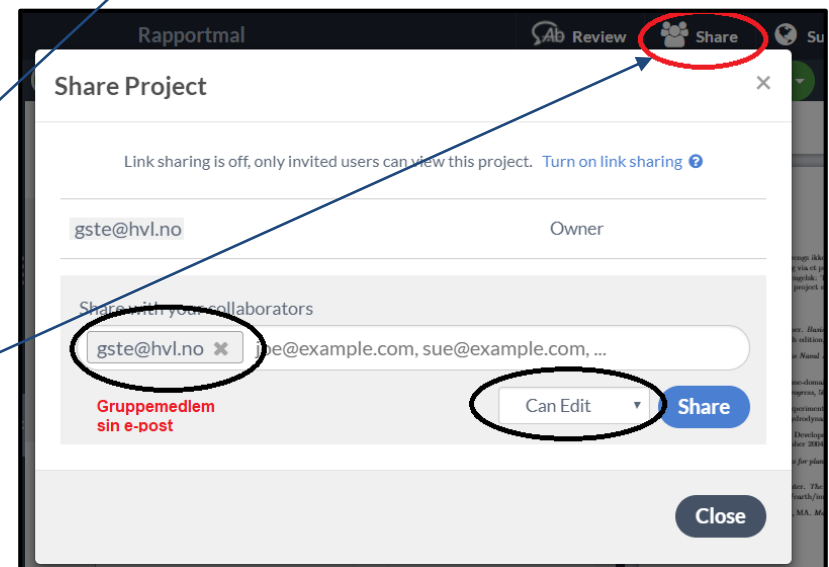 Rapportmal
Review
Share
Su
Share Project
×
Link sharing is off, only invited users can view this project. Turn on link sharing
gste@hvl.no
Owner
Share with your collaborators
gste@hvl.no ✖ joe@example.com, sue@example.com, ...
Gruppemedlem
sin e-post
Can Edit
Share
Close